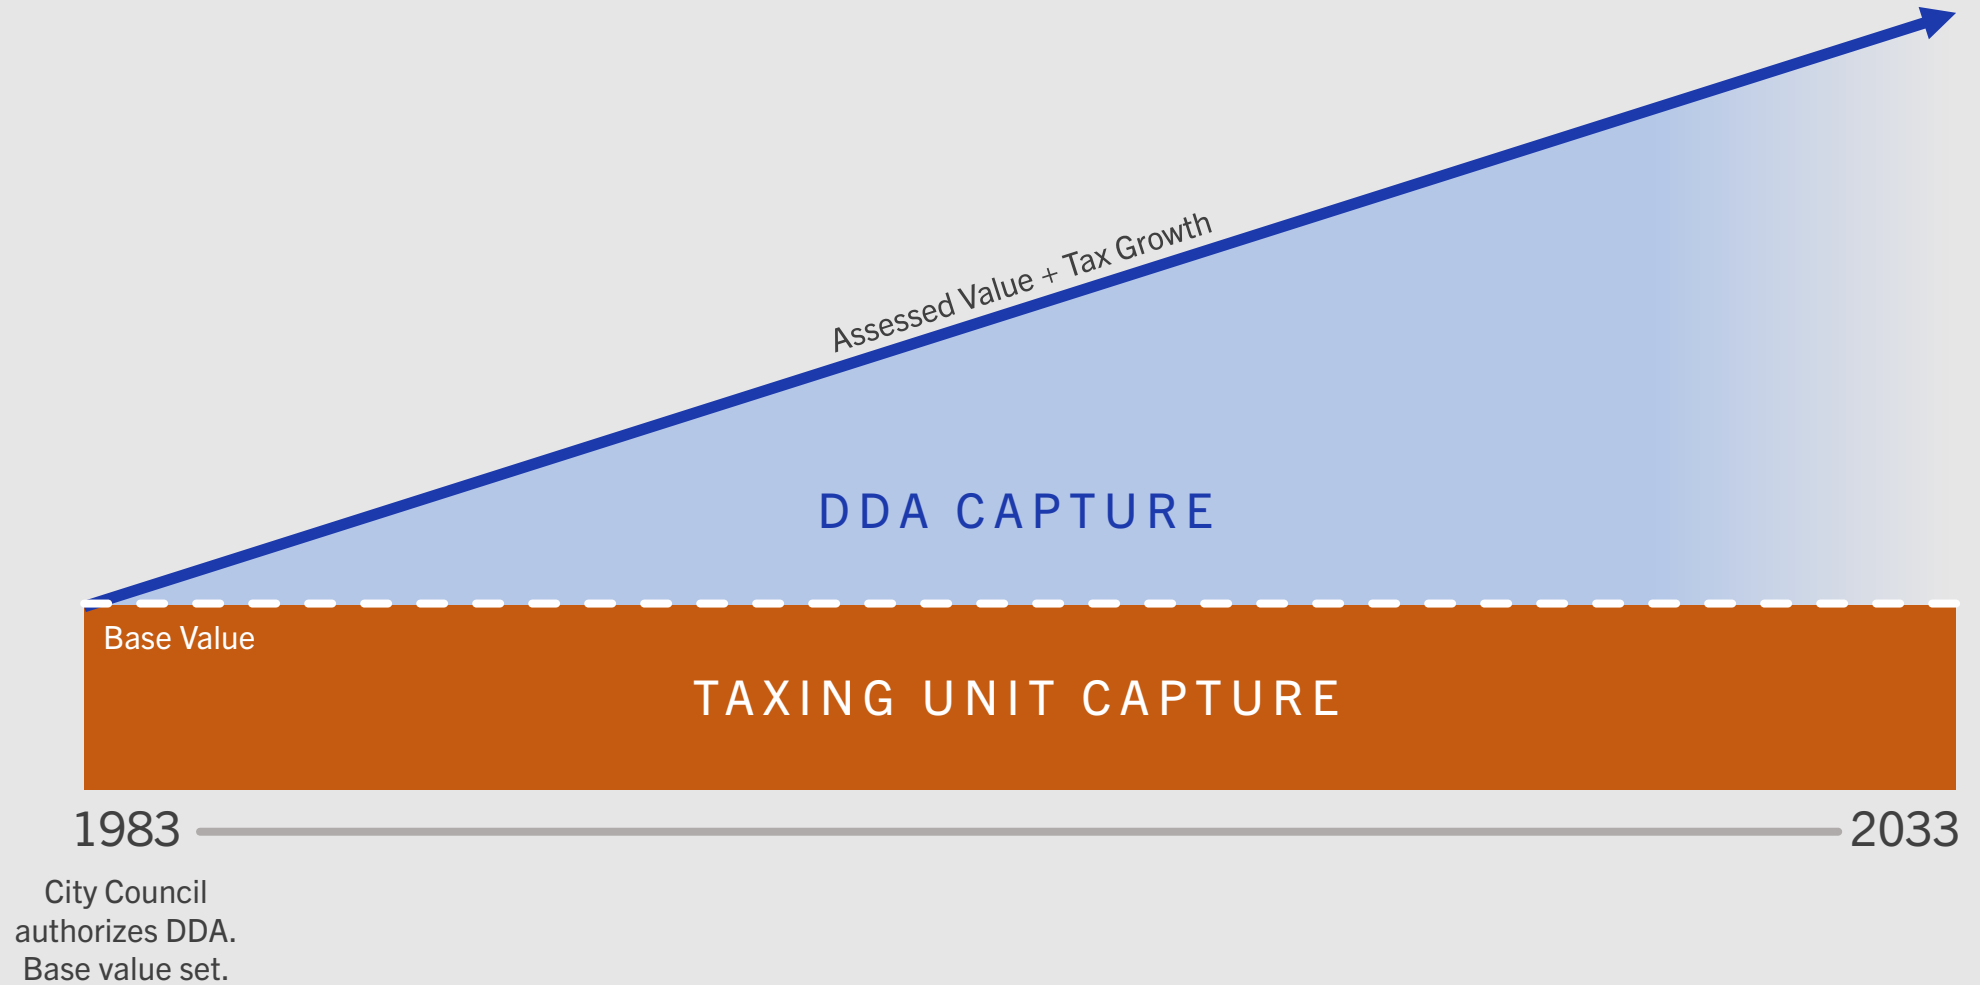 Assessed Value + Tax Growth
DDA CAPTURE
Base Value
TAXING UNIT CAPTURE
1983
2033
City Council
authorizes DDA.
Base value set.